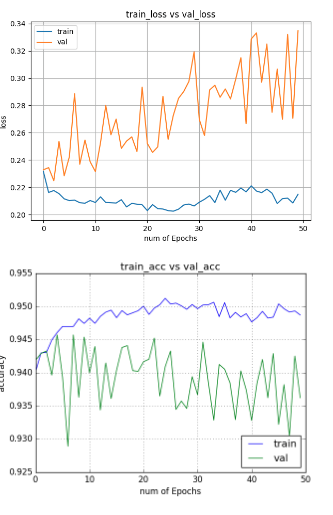 train_loss vs val_loss
0.34
0.32
0.30
0.28
0.26
0.24
0.22
0.20
loss
train
val
0 10 20 30 40 50
num of Epochs
train_acc vs val_acc
0.955
0.950
0.945
0.940
0.935
0.930
0.925
accuracy
train
val
0 10 20 30 40 50
num of Epochs